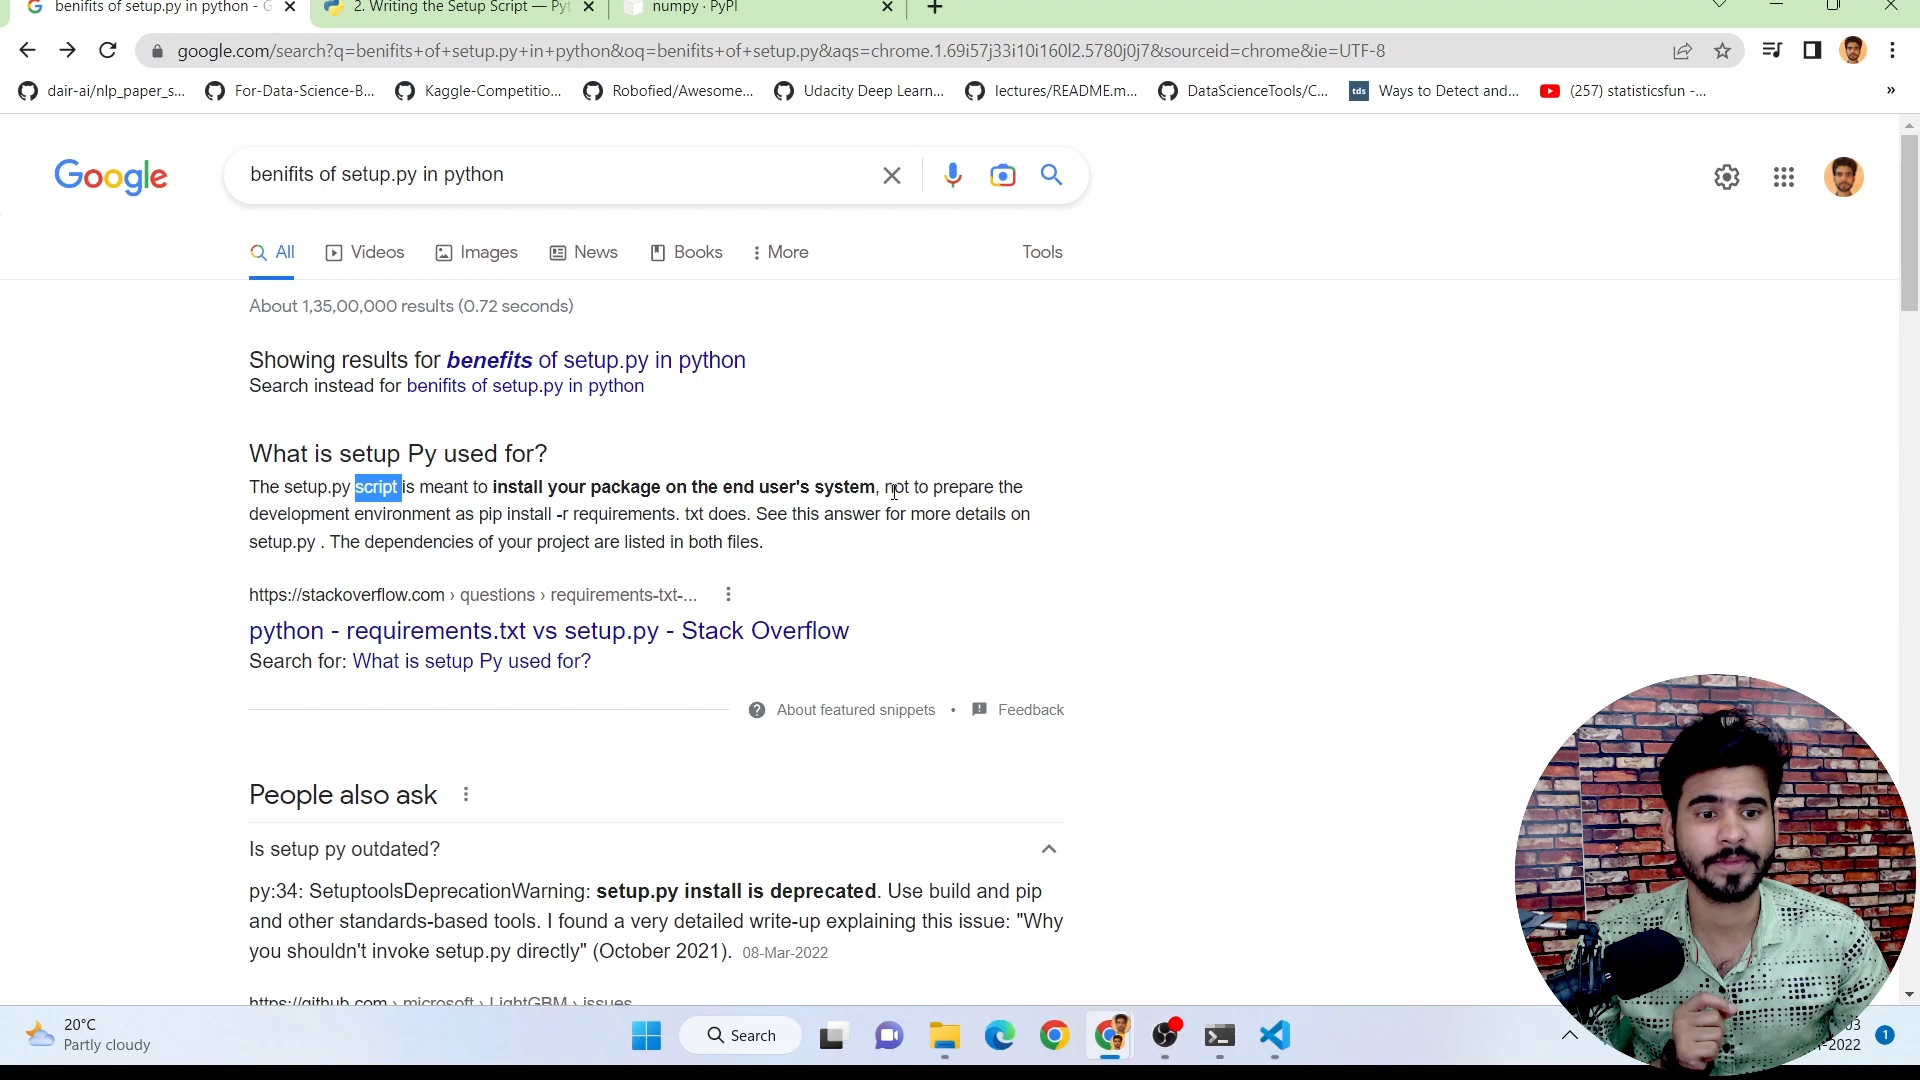 benifits of setup.py in python - G
2. Writing the Setup Script — Pyt
numpy · PyPI
google.com/search?q=benifits+of+setup.py+in+python&oq=benifits+of+setup.py&aqs=chrome.1.69i57j33i10i160l2.5780j0j7&sourceid=chrome&ie=UTF-8
dair-ai/nlp_paper_s...
For-Data-Science-B...
Kaggle-Competitio...
Robofied/Awesome...
Udacity Deep Learn...
lectures/README.m...
DataScienceTools/C...
tds Ways to Detect and...
(257) statisticsfun -...
»
Google
benifits of setup.py in python
All
Videos
Images
News
Books
More
Tools
About 1,35,00,000 results (0.72 seconds)
Showing results for benefits of setup.py in python
Search instead for benifits of setup.py in python
What is setup Py used for?
The setup.py script is meant to install your package on the end user's system, not to prepare the
development environment as pip install -r requirements. txt does. See this answer for more details on
setup.py . The dependencies of your project are listed in both files.
https://stackoverflow.com › questions › requirements-txt-...
python - requirements.txt vs setup.py - Stack Overflow
Search for: What is setup Py used for?
About featured snippets • Feedback
People also ask
Is setup py outdated?
py:34: SetuptoolsDeprecationWarning: setup.py install is deprecated. Use build and pip
and other standards-based tools. I found a very detailed write-up explaining this issue: "Why
you shouldn't invoke setup.py directly" (October 2021). 08-Mar-2022
https://github.com › microsoft › LightGBM › issues
20°C
Partly cloudy
Search
03
-2022
1